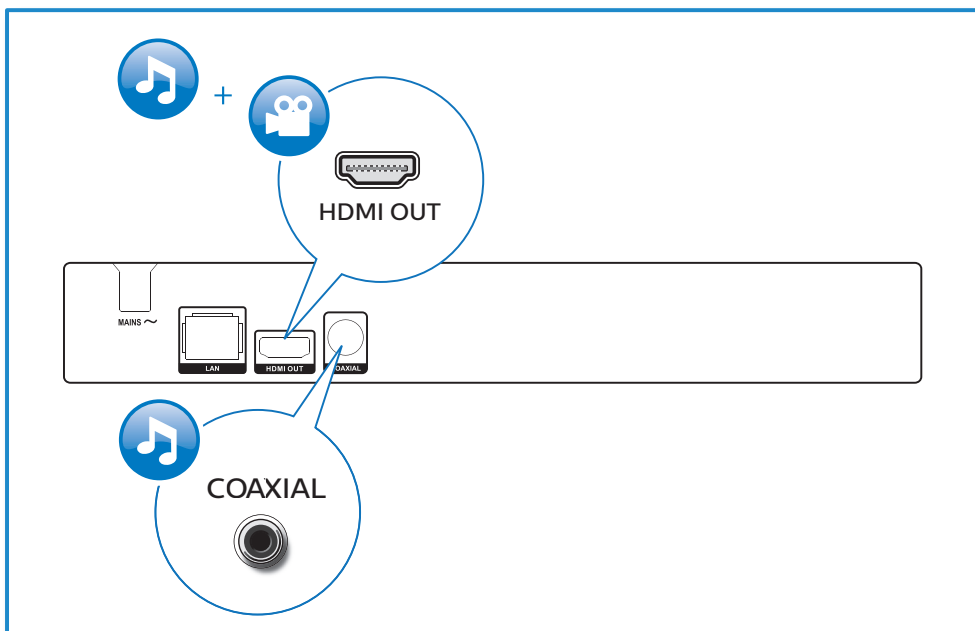 +
HDMI OUT
MAINS ~
LAN
HDMI OUT
COAXIAL
COAXIAL